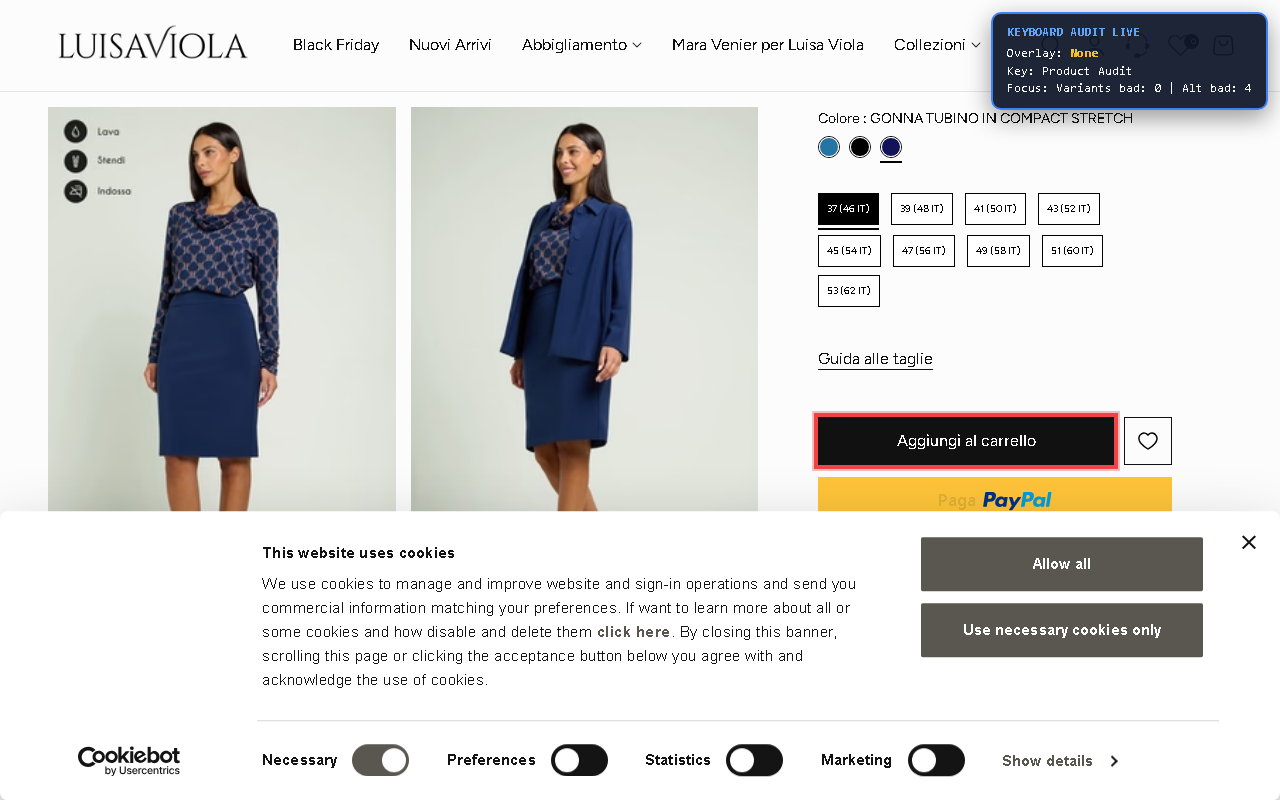 LUISAVIOLA
Black Friday
Nuovi Arrivi
Abbigliamento
Mara Venier per Luisa Viola
Collezioni
KEYBOARD AUDIT LIVE
Overlay: None
Key: Product Audit
Focus: Variants bad: 0 | Alt bad: 4
Lava
Stendi
Indossa
Colore : GONNA TUBINO IN COMPACT STRETCH
37 (46 IT)
39 (48 IT)
41 (50 IT)
43 (52 IT)
45 (54 IT)
47 (56 IT)
49 (58 IT)
51 (60 IT)
53 (62 IT)
Guida alle taglie
Aggiungi al carrello
Paga PayPal
This website uses cookies
We use cookies to manage and improve website and sign-in operations and send you
commercial information matching your preferences. If want to learn more about all or
some cookies and how disable and delete them click here. By closing this banner,
scrolling this page or clicking the acceptance button below you agree with and
acknowledge the use of cookies.
Allow all
Use necessary cookies only
Cookiebot
by Usercentrics
Necessary
Preferences
Statistics
Marketing
Show details